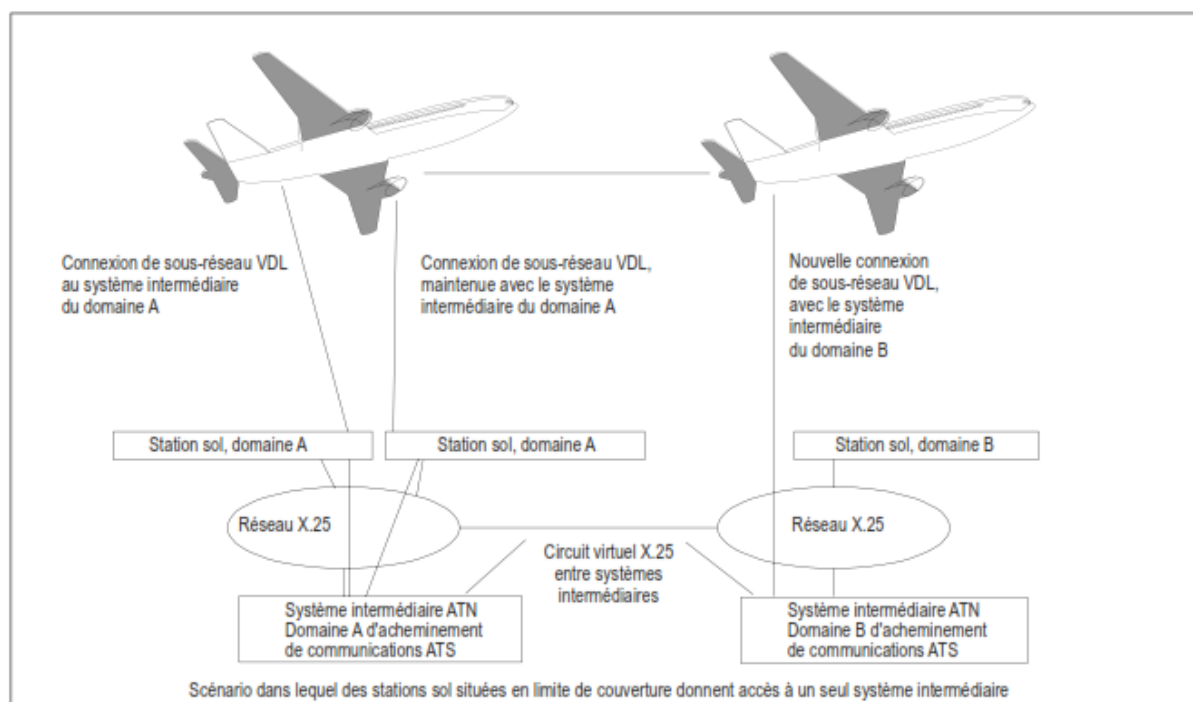 Connexion de sous-réseau VDL
au système intermédiaire
du domaine A
Connexion de sous-réseau VDL,
maintenue avec le système
intermédiaire du domaine A
Nouvelle connexion
de sous-réseau VDL,
avec le système
intermédiaire
du domaine B
Station sol, domaine A
Station sol, domaine A
Station sol, domaine B
Réseau X.25
Réseau X.25
Circuit virtuel X.25
entre systèmes
intermédiaires
Système intermédiaire ATN
Domaine A d'acheminement
de communications ATS
Système intermédiaire ATN
Domaine B d'acheminement
de communications ATS
Scénario dans lequel des stations sol situées en limite de couverture donnent accès à un seul système intermédiaire